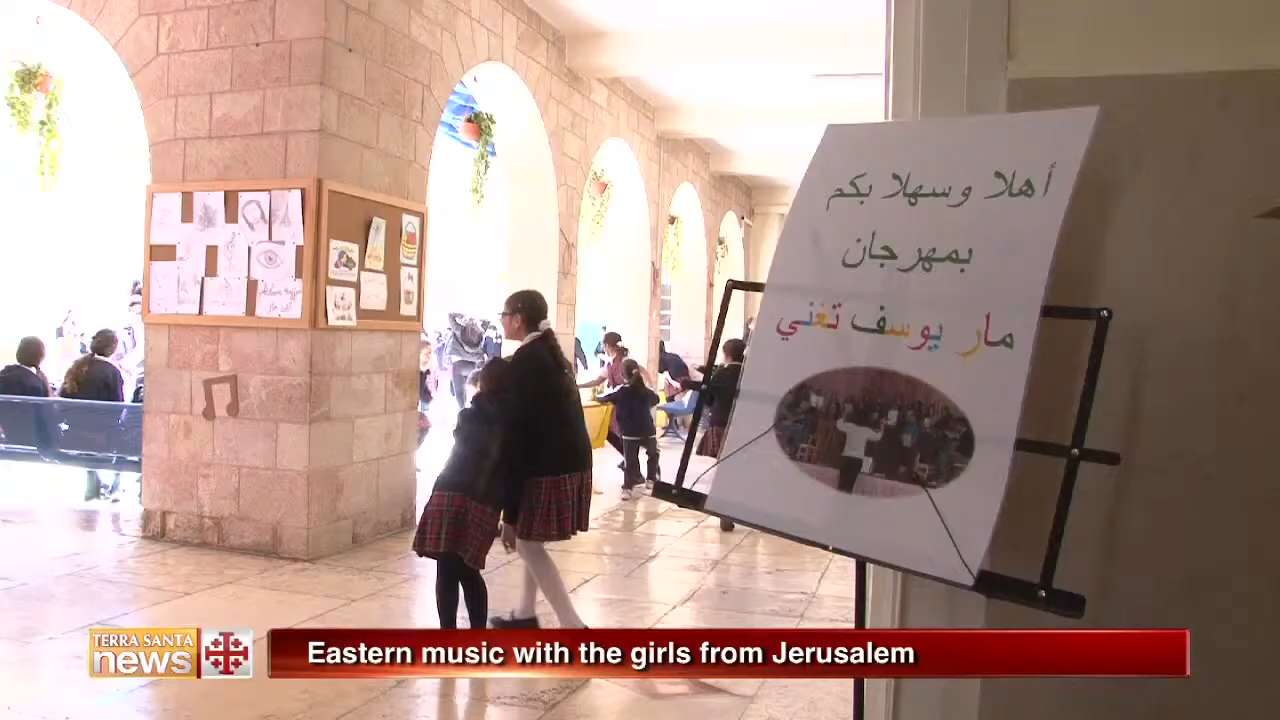 أهلا وسهلا بكم
بمهرجان
مار يوسف تغني
TERRA SANTA
news
Eastern music with the girls from Jerusalem